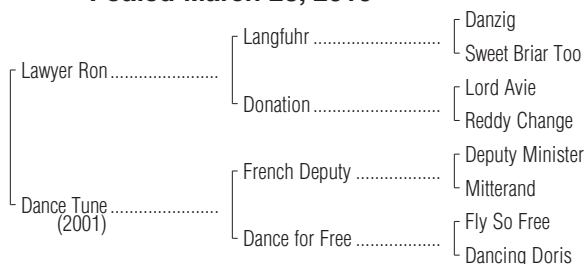 Danzig
Langfuhr
Sweet Briar Too
Lawyer Ron
Lord Avie
Donation
Reddy Change
Deputy Minister
French Deputy
Mitterand
Dance Tune
(2001)
Fly So Free
Dance for Free
Dancing Doris